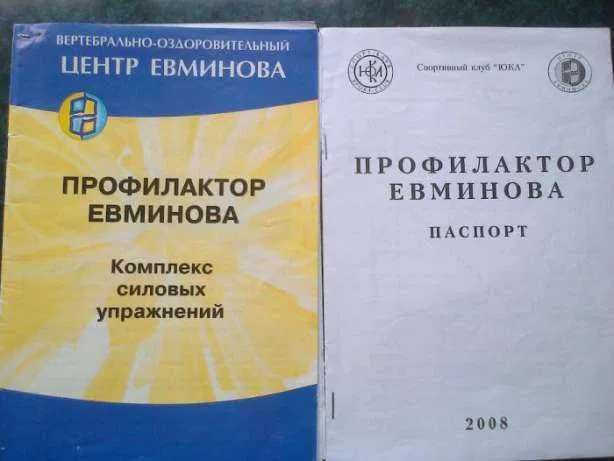 ВЕРТЕБРАЛЬНО-ОЗДОРОВИТЕЛЬНЫЙ
ЦЕНТР ЕВМИНОВА
ПРОФИЛАКТОР
ЕВМИНОВА
Комплекс
силовых
упражнений
Спортивный клуб "ЮКА"
ПРОФИЛАКТОР
ЕВМИНОВА
ПАСПОРТ
2008